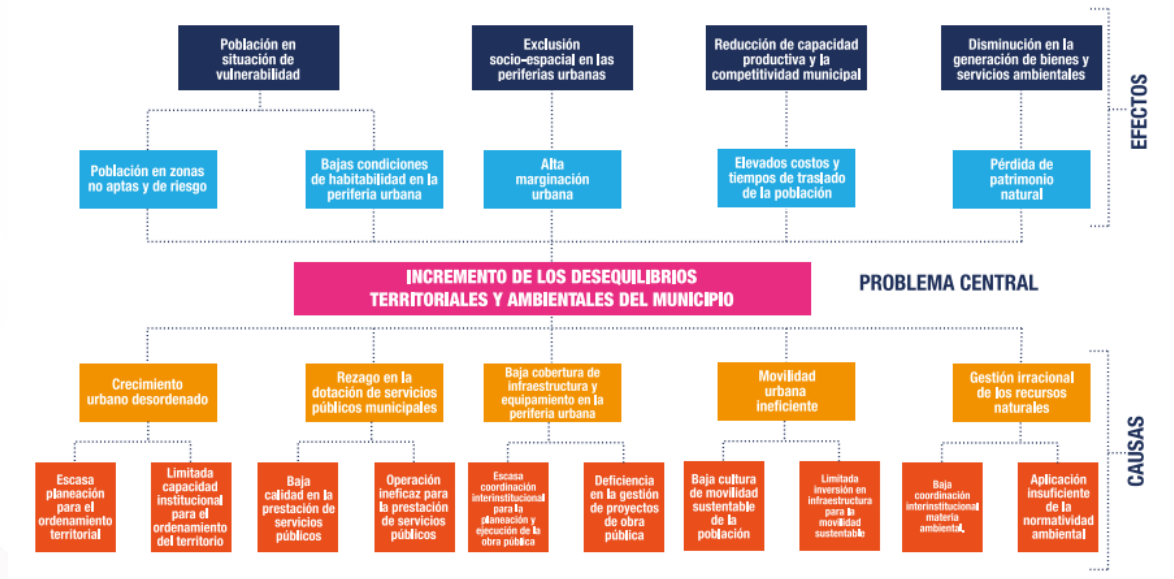 Población en
situación de
vulnerabilidad
Exclusión
socio-espacial en las
periferias urbanas
Reducción de capacidad
productiva y la
competitividad municipal
Disminución en la
generación de bienes y
servicios ambientales
EFECTOS
Población en zonas
no aptas y de riesgo
Bajas condiciones
de habitabilidad en la
periferia urbana
Alta
marginación
urbana
Elevados costos y
tiempos de traslado
de la población
Pérdida de
patrimonio
natural
INCREMENTO DE LOS DESEQUILIBRIOS
TERRITORIALES Y AMBIENTALES DEL MUNICIPIO
PROBLEMA CENTRAL
Crecimiento
urbano desordenado
Rezago en la
dotación de servicios
públicos municipales
Baja cobertura de
infraestructura y
equipamiento en la
periferia urbana
Movilidad
urbana
ineficiente
Gestión irracional
de los recursos
naturales
CAUSAS
Escasa
planeación
para el
ordenamiento
territorial
Limitada
capacidad
institucional
para el
ordenamiento
del territorio
Baja
calidad en la
prestación de
servicios
públicos
Operación
ineficaz para
la prestación
de servicios
públicos
Escasa
coordinación
interinstitucional
para la
planeación y
ejecución de la
obra pública
Deficiencia
en la gestión
de proyectos
de obra
pública
Baja cultura
de movilidad
sustentable
de la
población
Limitada
inversión en
infraestructura
para la
movilidad
sustentable
Baja
coordinación
interinstitucional
materia
ambiental.
Aplicación
insuficiente
de la
normatividad
ambiental